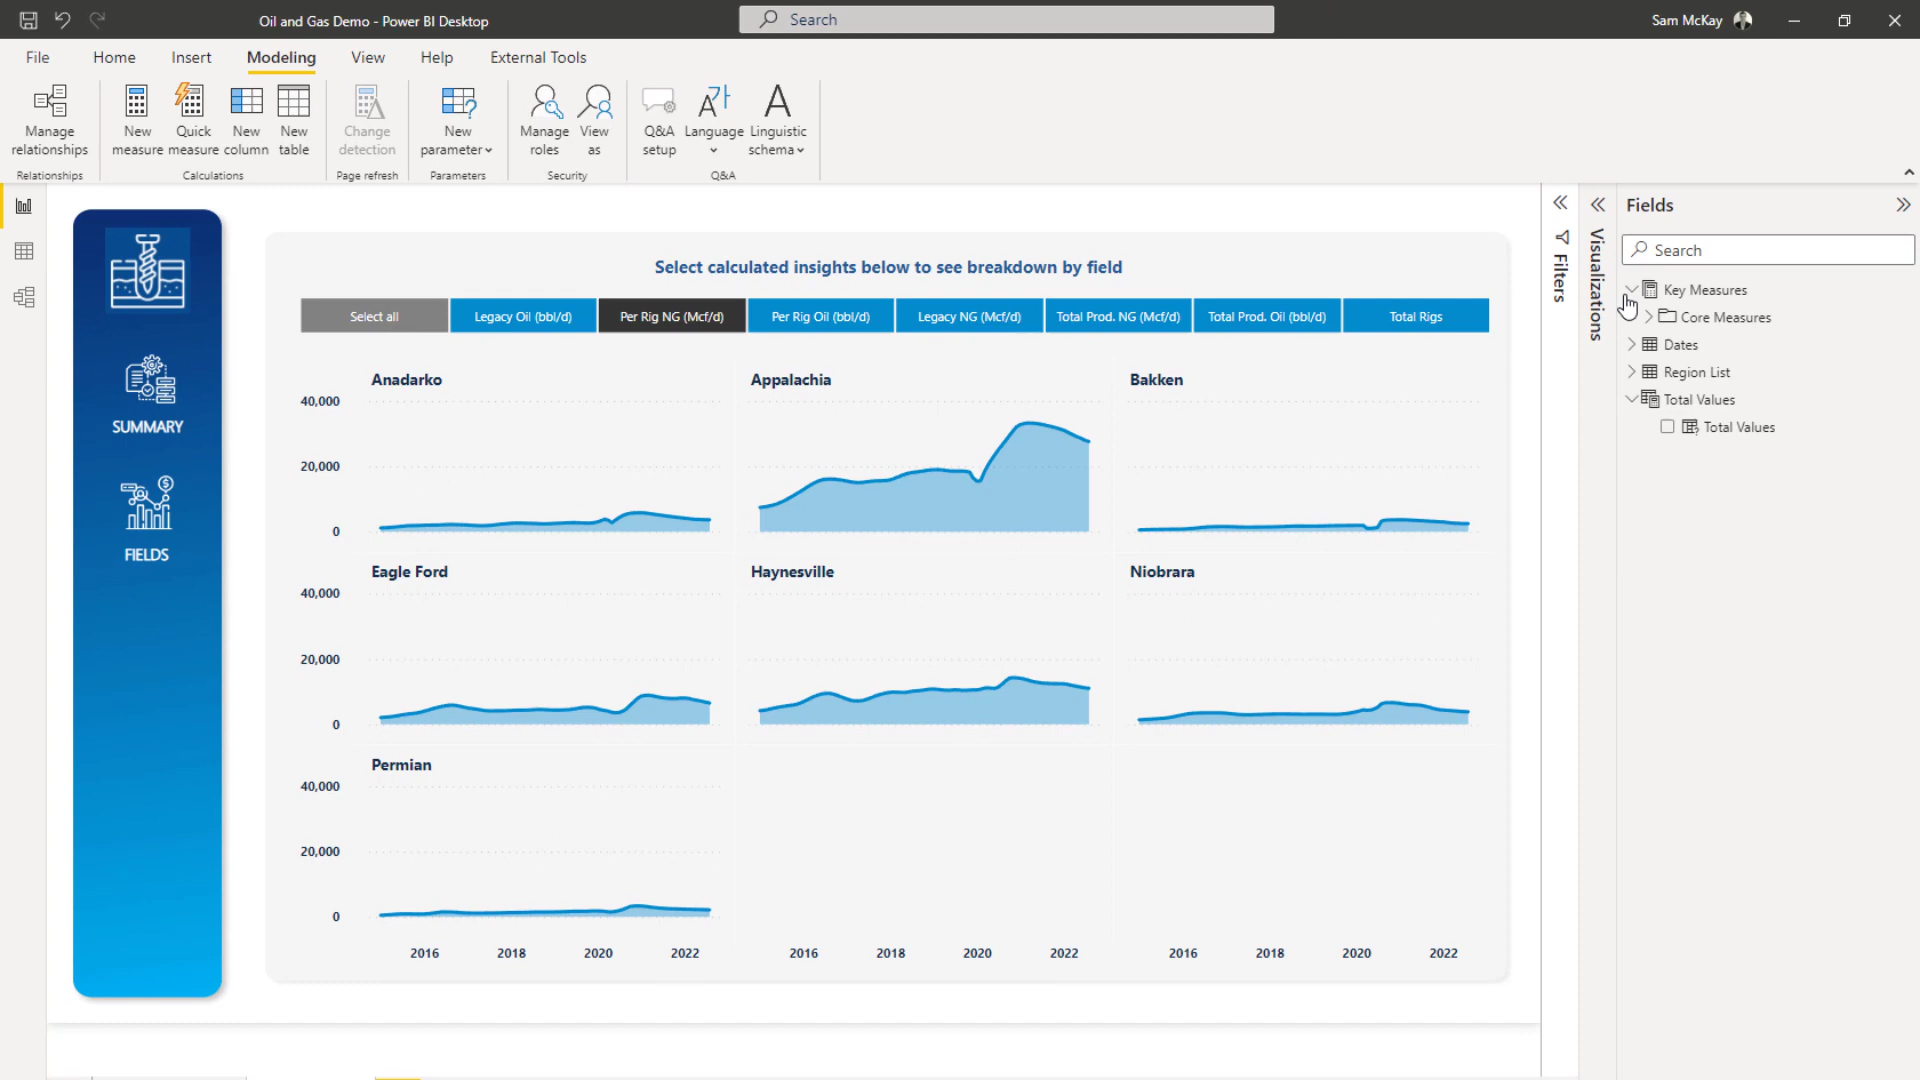 Oil and Gas Demo - Power BI Desktop
Search
Sam McKay
File
Home
Insert
Modeling
View
Help
External Tools
Manage relationships
New measure
Quick measure
New column
New table
Change detection
New parameter
Manage roles
View as
Q&A setup
Language
Linguistic schema
Relationships
Calculations
Page refresh
Parameters
Security
Q&A
SUMMARY
FIELDS
Select calculated insights below to see breakdown by field
Select all
Legacy Oil (bbl/d)
Per Rig NG (Mcf/d)
Per Rig Oil (bbl/d)
Legacy NG (Mcf/d)
Total Prod. NG (Mcf/d)
Total Prod. Oil (bbl/d)
Total Rigs
Anadarko
Appalachia
Bakken
40,000
20,000
0
Eagle Ford
Haynesville
Niobrara
40,000
20,000
0
Permian
40,000
20,000
0
2016 2018 2020 2022
2016 2018 2020 2022
2016 2018 2020 2022
Filters
Visualizations
Fields
Search
Key Measures
Core Measures
Dates
Region List
Total Values
Total Values